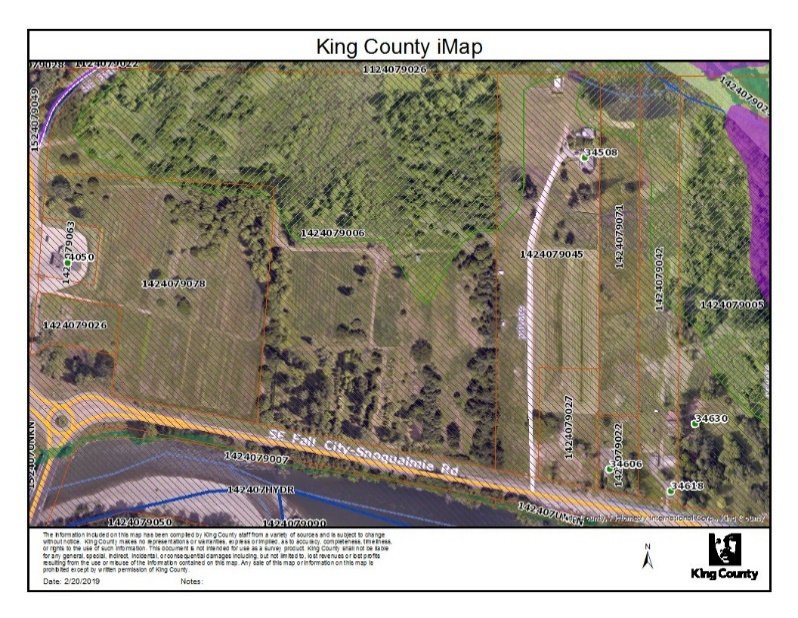 King County iMap
1124079022
1124079026
1524079049
34508
1424079071
1424079063
1424079006
1424079045
1424079042
1424079078
1424079005
1424079026
1424079027
34630
1424079022
SE Fall City-Snoqualmie Rd
1424079007
34606
34618
1424079050
1424079090
The information included on this map has been compiled by King County staff from a variety of sources and is subject to change
without notice. King County makes no representations or warranties, express or implied, as to accuracy, completeness, timeliness,
or rights to the use of such information. This document is not intended for use as a survey product. King County shall not be liable
for any general, special, indirect, incidental, or consequential damages including, but not limited to, lost revenues or lost profits
resulting from the use or misuse of the information contained on this map. Any sale of this map or information on this map is
prohibited except by written permission of King County.
Date: 2/20/2019 Notes:
N
King County